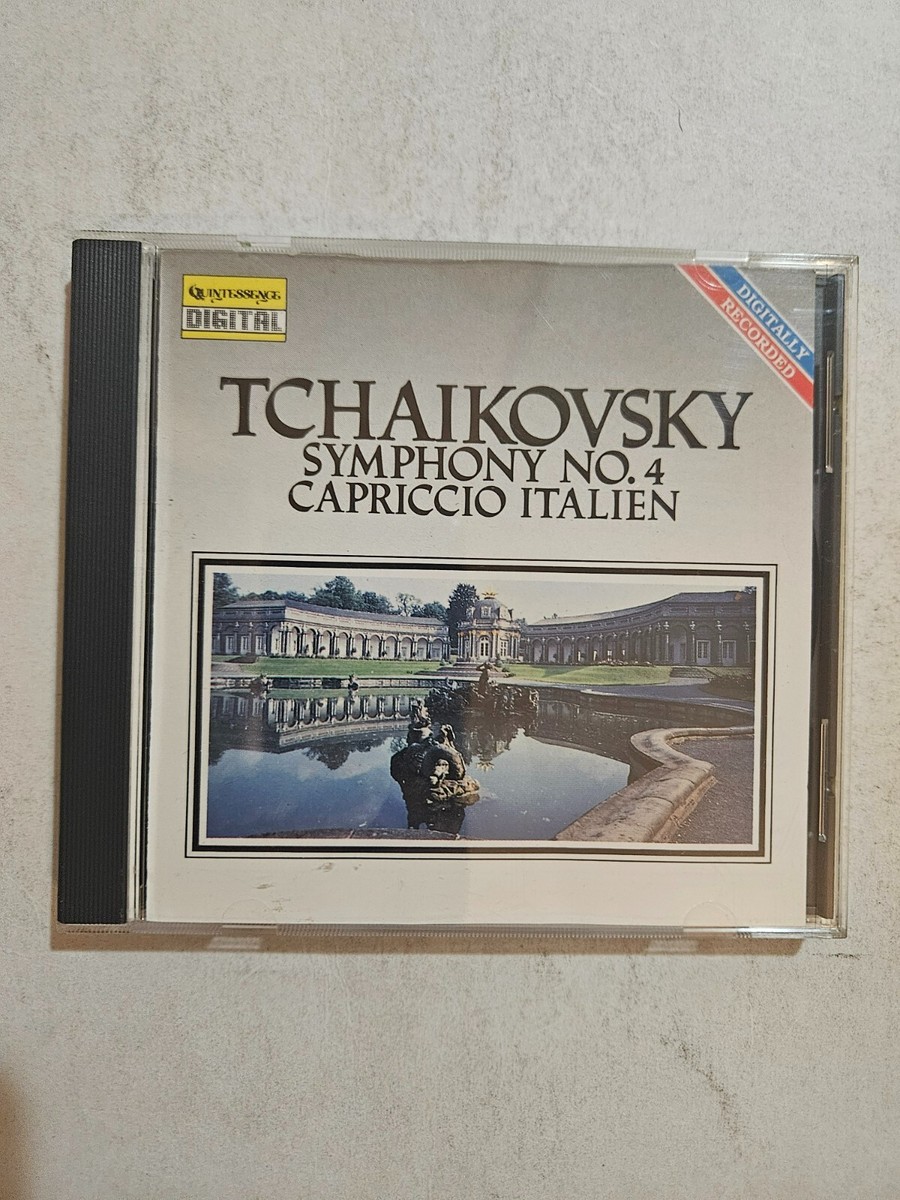 QUINTESSENCE
DIGITAL
DIGITALLY
RECORDED
TCHAIKOVSKY
SYMPHONY NO. 4
CAPRICCIO ITALIEN